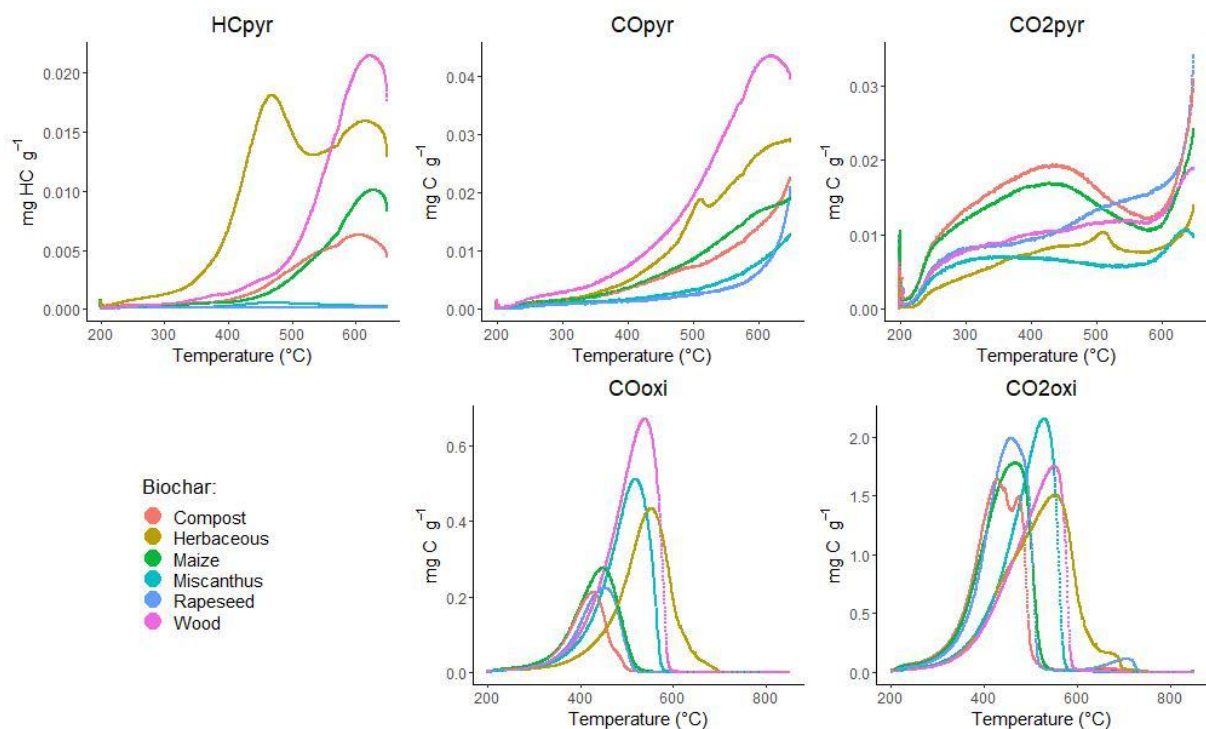 HCpyr
mg HC g⁻¹
0.020
0.015
0.010
0.005
0.000
200 300 400 500 600
Temperature (°C)
COpyr
mg C g⁻¹
0.04
0.03
0.02
0.01
0.00
200 300 400 500 600
Temperature (°C)
CO2pyr
mg C g⁻¹
0.03
0.02
0.01
0.00
200 300 400 500 600
Temperature (°C)
Biochar:
Compost
Herbaceous
Maize
Miscanthus
Rapeseed
Wood
COoxi
mg C g⁻¹
0.6
0.4
0.2
0.0
200 400 600 800
Temperature (°C)
CO2oxi
mg C g⁻¹
2.0
1.5
1.0
0.5
0.0
200 400 600 800
Temperature (°C)